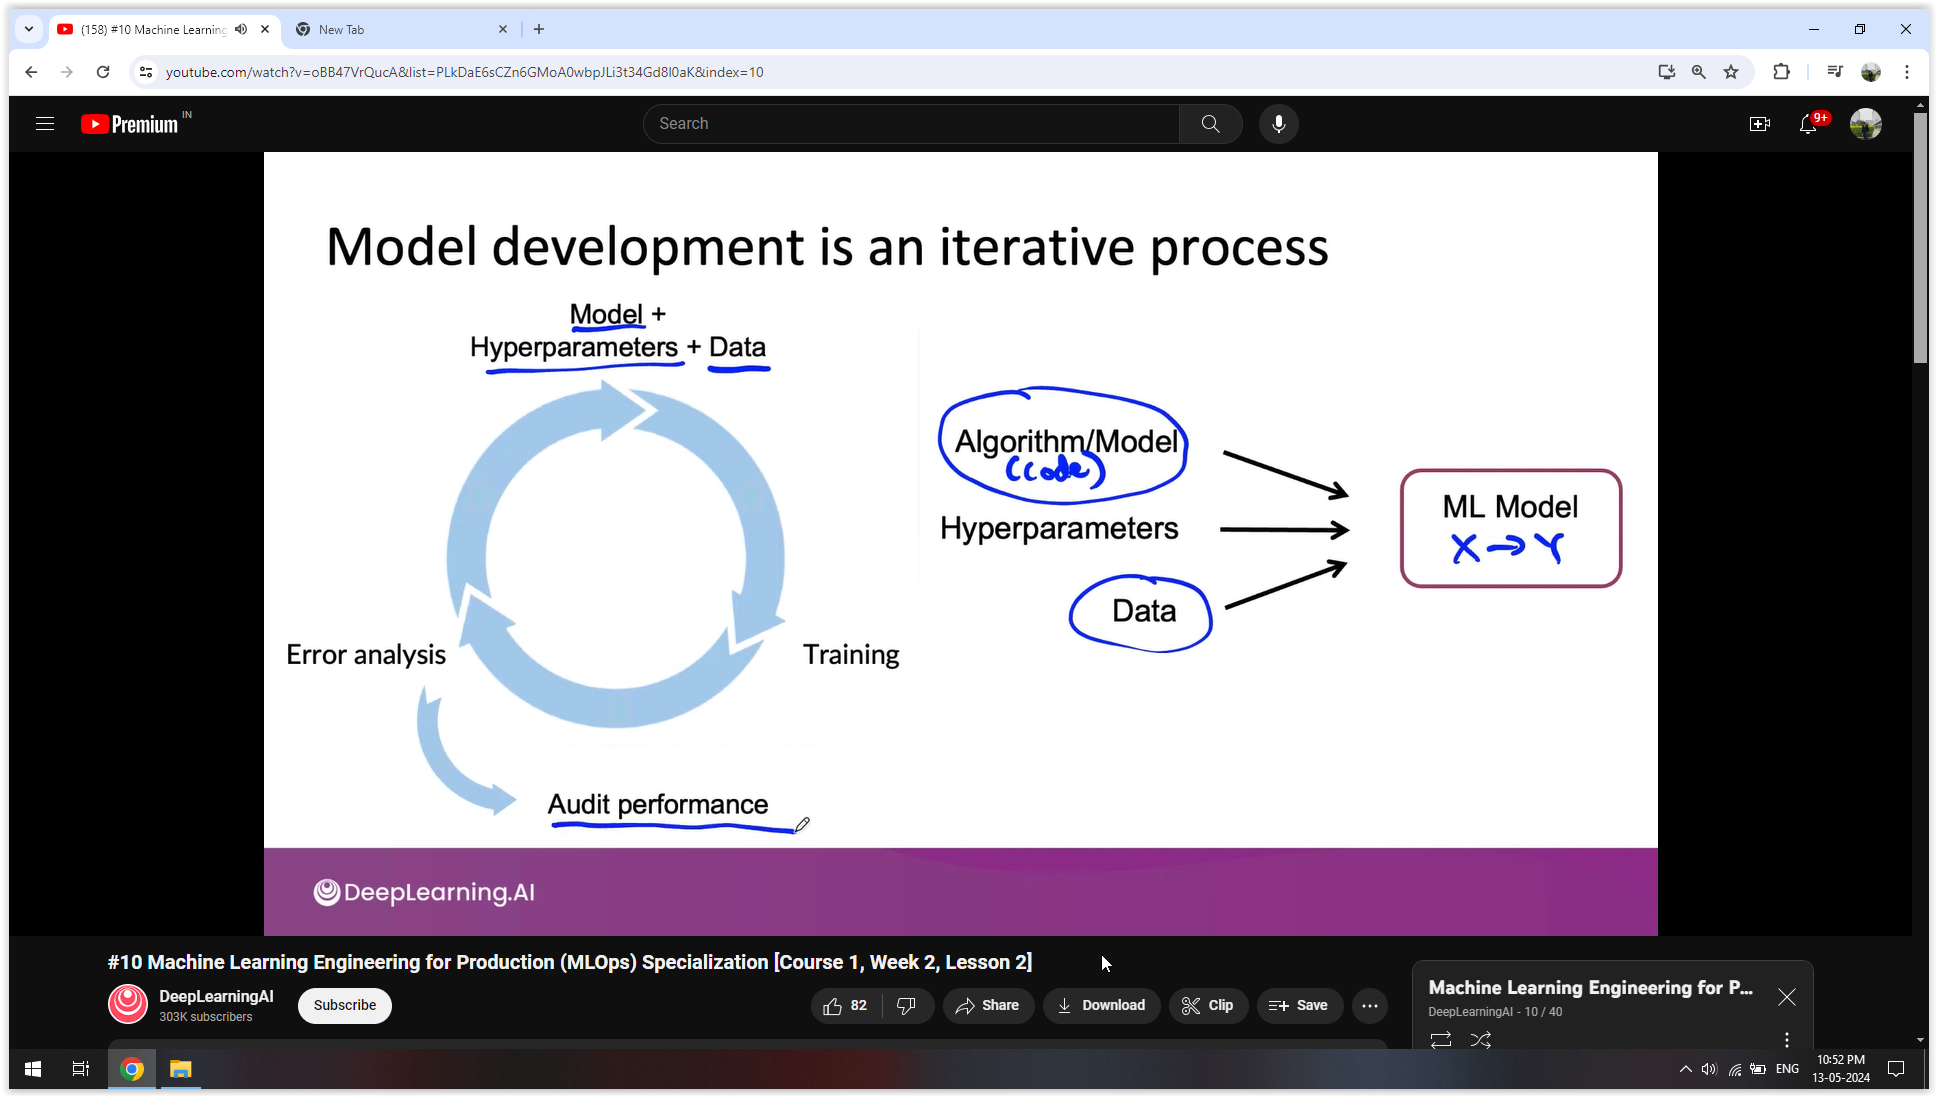 (158) #10 Machine Learning
New Tab
youtube.com/watch?v=oBB47VrQucA&list=PLkDaE6sCZn6GMoA0wbpJLi3t34Gd8l0aK&index=10
Premium IN
Search
9+
Model development is an iterative process
Model +
Hyperparameters + Data
Algorithm/Model
(code)
Hyperparameters
Data
ML Model
X → Y
Error analysis
Training
Audit performance
DeepLearning.AI
#10 Machine Learning Engineering for Production (MLOps) Specialization [Course 1, Week 2, Lesson 2]
DeepLearningAI
303K subscribers
Subscribe
82
Share
Download
Clip
Save
Machine Learning Engineering for P...
DeepLearningAI - 10 / 40
ENG
10:52 PM
13-05-2024